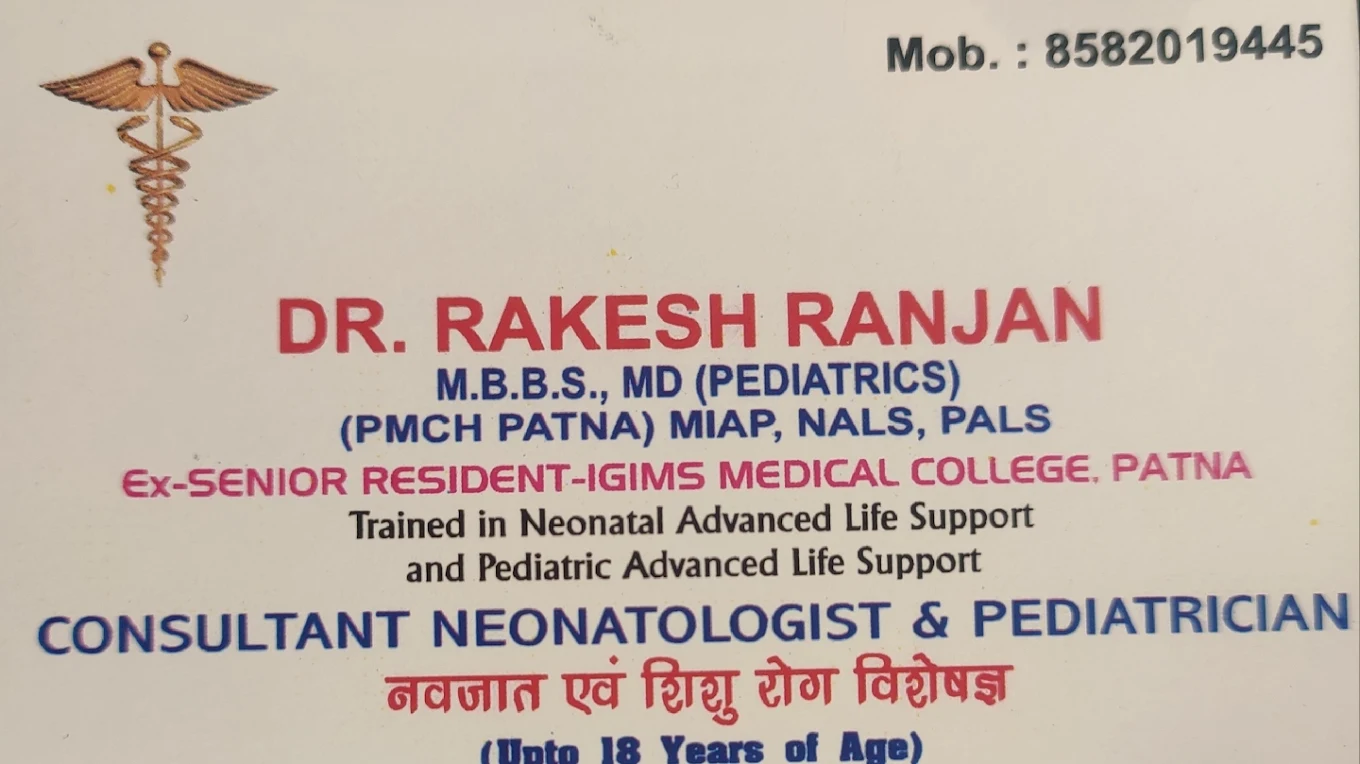 Mob. : 8582019445
DR. RAKESH RANJAN
M.B.B.S., MD (PEDIATRICS)
(PMCH PATNA) MIAP, NALS, PALS
Ex-SENIOR RESIDENT-IGIMS MEDICAL COLLEGE, PATNA
Trained in Neonatal Advanced Life Support
and Pediatric Advanced Life Support
CONSULTANT NEONATOLOGIST & PEDIATRICIAN
नवजात एवं शिशु रोग विशेषज्ञ
(Upto 18 Years of Age)